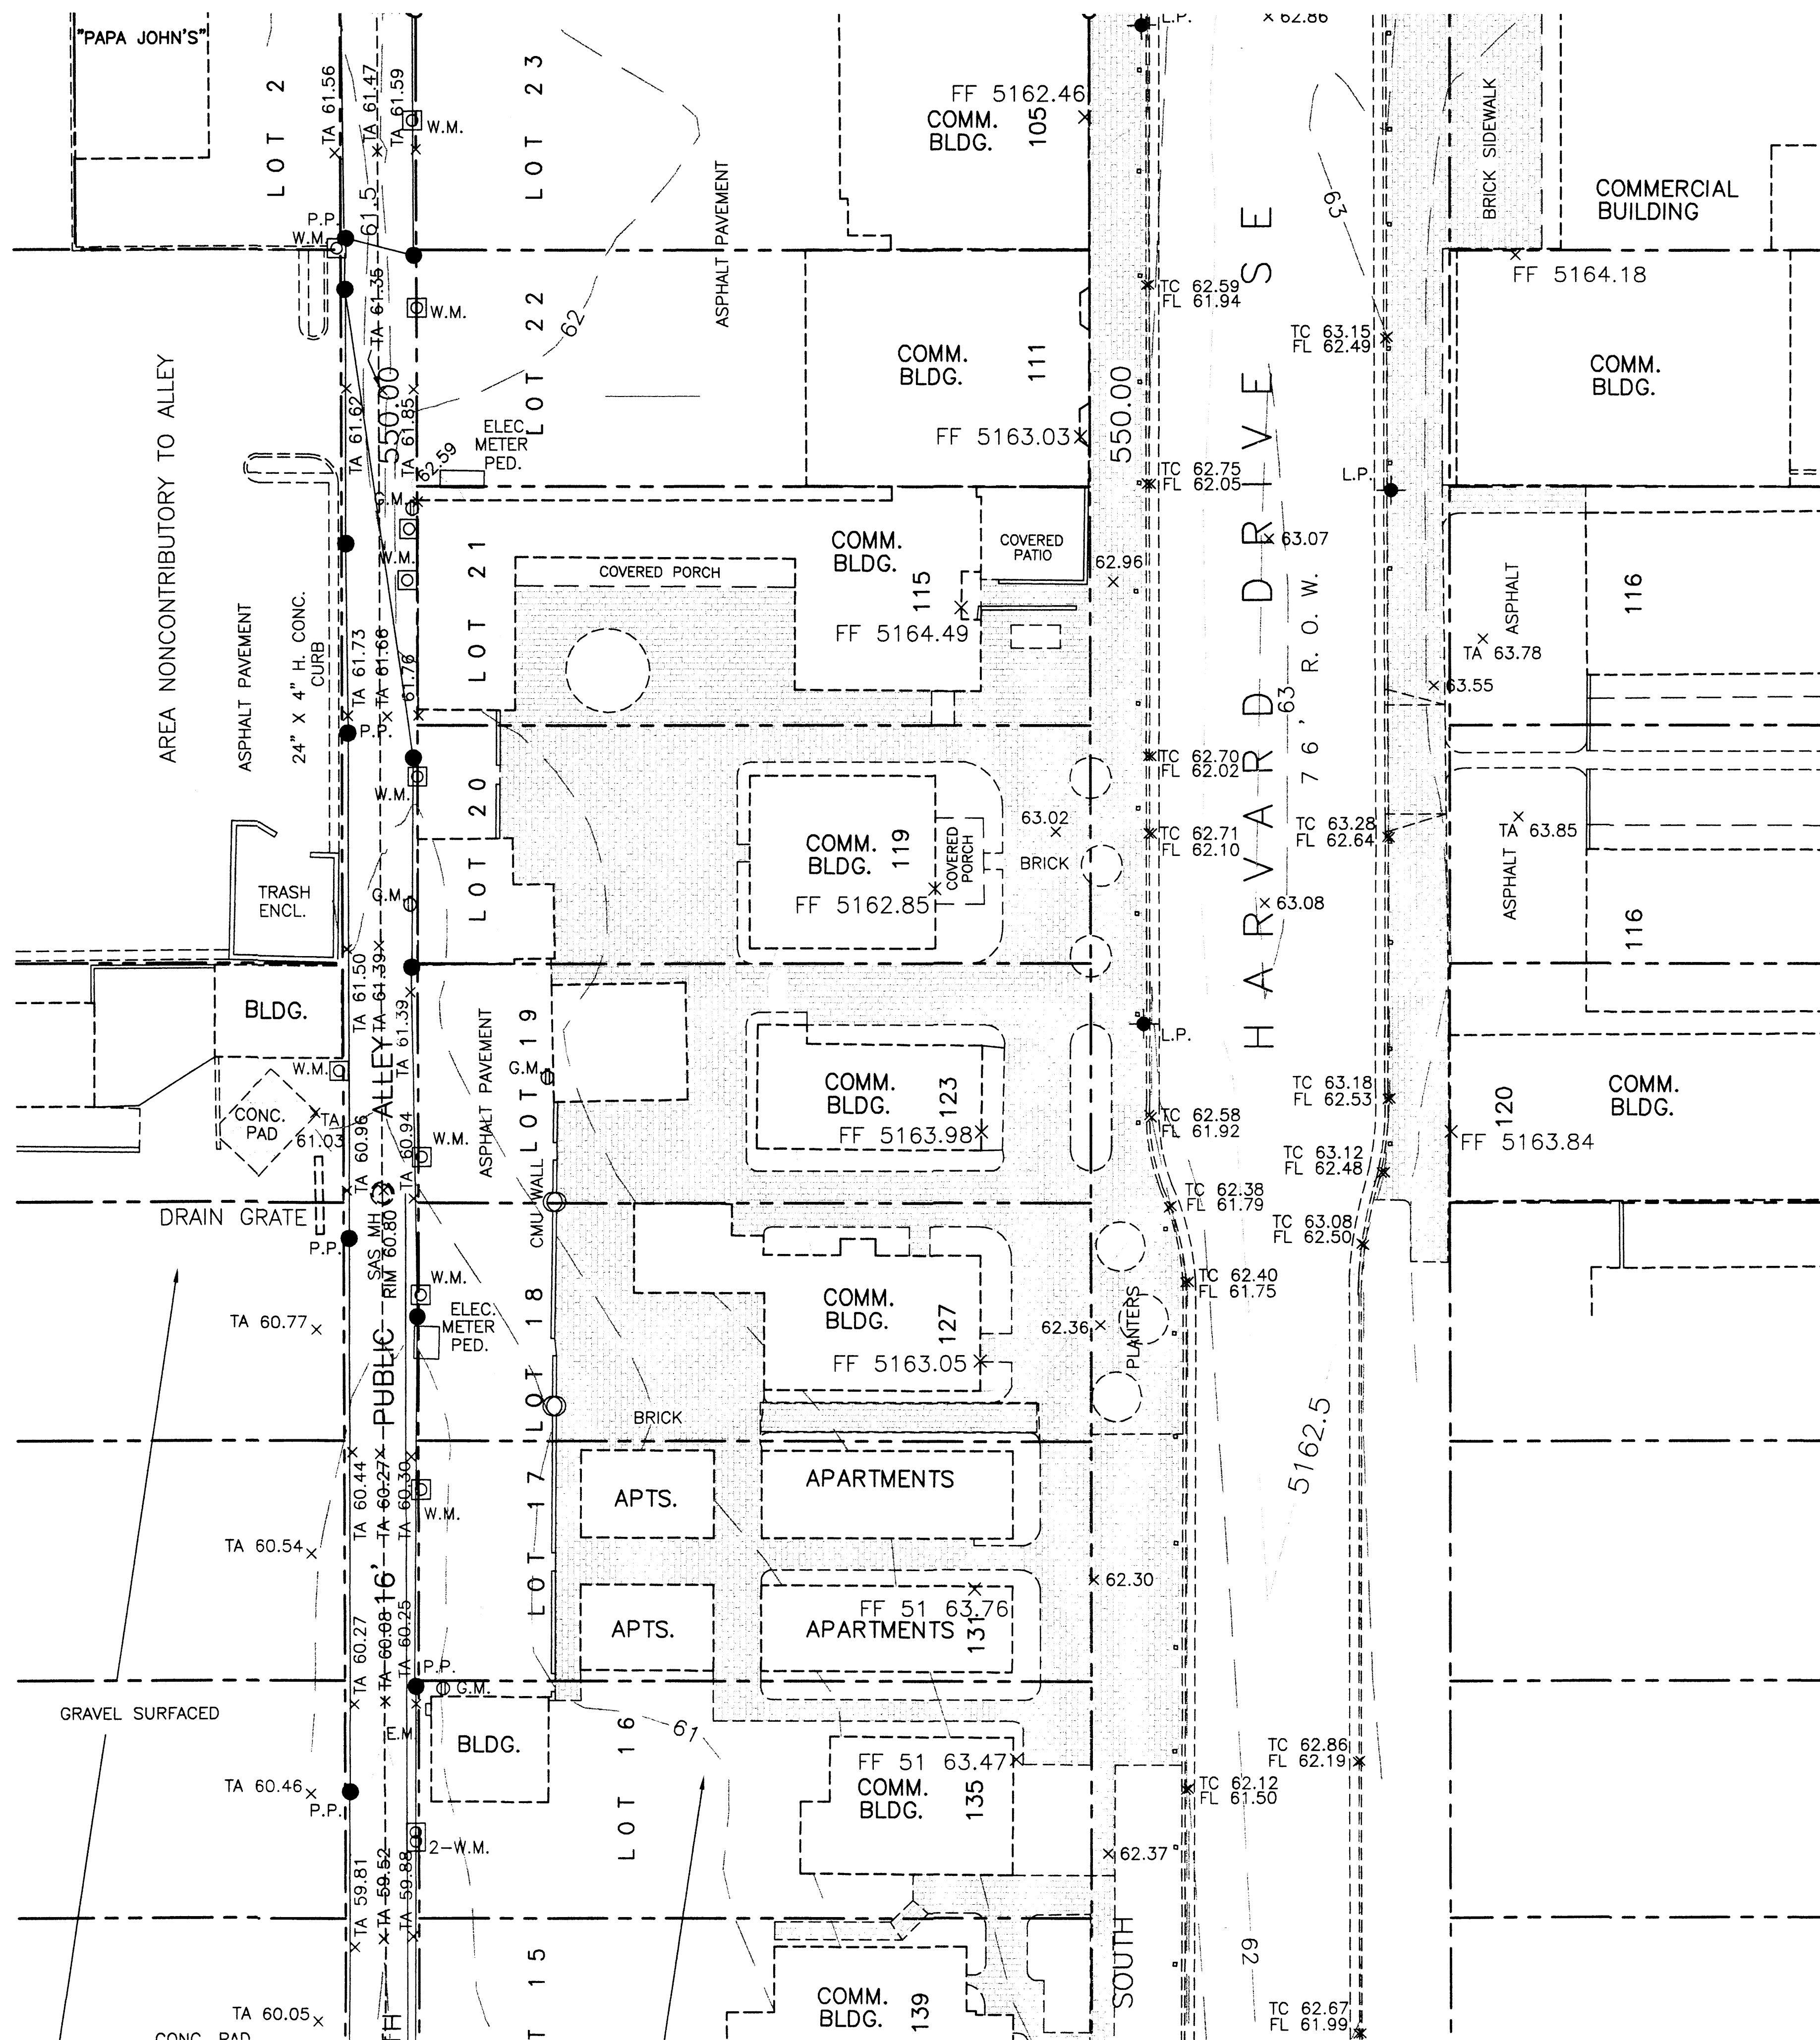 "PAPA JOHN'S"
LOT 2
TA 61.56
TA 61.47
TA 61.59
W.M.
LOT 23
ASPHALT PAVEMENT
FF 5162.46
COMM.
BLDG.
105
L.P.
62.86
BRICK SIDEWALK
COMMERCIAL
BUILDING
P.P.
W.M.
61.5
TA 61.35
W.M.
LOT 22
62
COMM.
BLDG.
111
FF 5163.03
TC 62.59
FL 61.94
63
TC 63.15
FL 62.49
FF 5164.18
COMM.
BLDG.
AREA NONCONTRIBUTORY TO ALLEY
TA 61.62
550.00
TA 61.85
62.59
ELEC.
METER
PED.
550.00
TC 62.75
FL 62.05
L.P.
HARVARD DRIVE SE
76' R.O.W.
G.M.
W.M.
LOT 21
COVERED PORCH
COMM.
BLDG.
115
FF 5164.49
COVERED
PATIO
62.96
63.07
ASPHALT
TA 63.78
116
63.55
63
ASPHALT PAVEMENT
24" X 4" H. CONC.
CURB
TA 61.73
TA 61.68
61.76
P.P.
W.M.
LOT 20
TC 62.70
FL 62.02
COMM.
BLDG.
119
COVERED
PORCH
FF 5162.85
63.02
BRICK
TC 62.71
FL 62.10
TC 63.28
FL 62.64
63.08
TA 63.85
ASPHALT
116
TRASH
ENCL.
G.M.
TA 61.50
TA 61.39
TA 61.39
BLDG.
W.M.
CONC.
PAD
TA
61.03
TA 60.96
TA 60.94
W.M.
ASPHALT PAVEMENT
LOT 19
G.M.
CMU WALL
COMM.
BLDG.
123
FF 5163.98
L.P.
TC 62.58
FL 61.92
TC 63.18
FL 62.53
TC 63.12
FL 62.48
120
COMM.
BLDG.
FF 5163.84
DRAIN GRATE
P.P.
SAS MH
RIM 60.80
16' PUBLIC ALLEY
W.M.
ELEC.
METER
PED.
LOT 18
TA 60.77
COMM.
BLDG.
127
FF 5163.05
TC 62.38
FL 61.79
TC 63.08
FL 62.50
TC 62.40
FL 61.75
62.36
PLANTERS
5162.5
BRICK
TA 60.44
TA 60.27
TA 60.30
W.M.
LOT 17
APTS.
APARTMENTS
TA 60.54
62.30
FF 51 63.76
APTS.
APARTMENTS
131
TA 60.27
TA 60.08
TA 60.25
P.P.
G.M.
GRAVEL SURFACED
E.M.
BLDG.
LOT 16
61
FF 51 63.47
COMM.
BLDG.
135
TC 62.86
FL 62.19
TC 62.12
FL 61.50
TA 60.46
P.P.
2-W.M.
62.37
TA 59.81
TA 59.52
TA 59.88
15
SOUTH
62
COMM.
BLDG.
139
TA 60.05
TC 62.67
FL 61.99
CONC. PAD